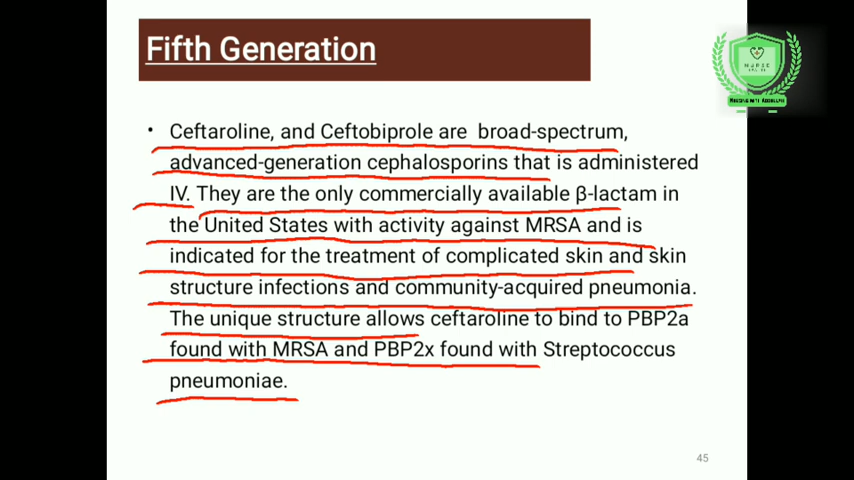 Fifth Generation
• Ceftaroline, and Ceftobiprole are broad-spectrum,
advanced-generation cephalosporins that is administered
IV. They are the only commercially available β-lactam in
the United States with activity against MRSA and is
indicated for the treatment of complicated skin and skin
structure infections and community-acquired pneumonia.
The unique structure allows ceftaroline to bind to PBP2a
found with MRSA and PBP2x found with Streptococcus
pneumoniae.
45
NURSE